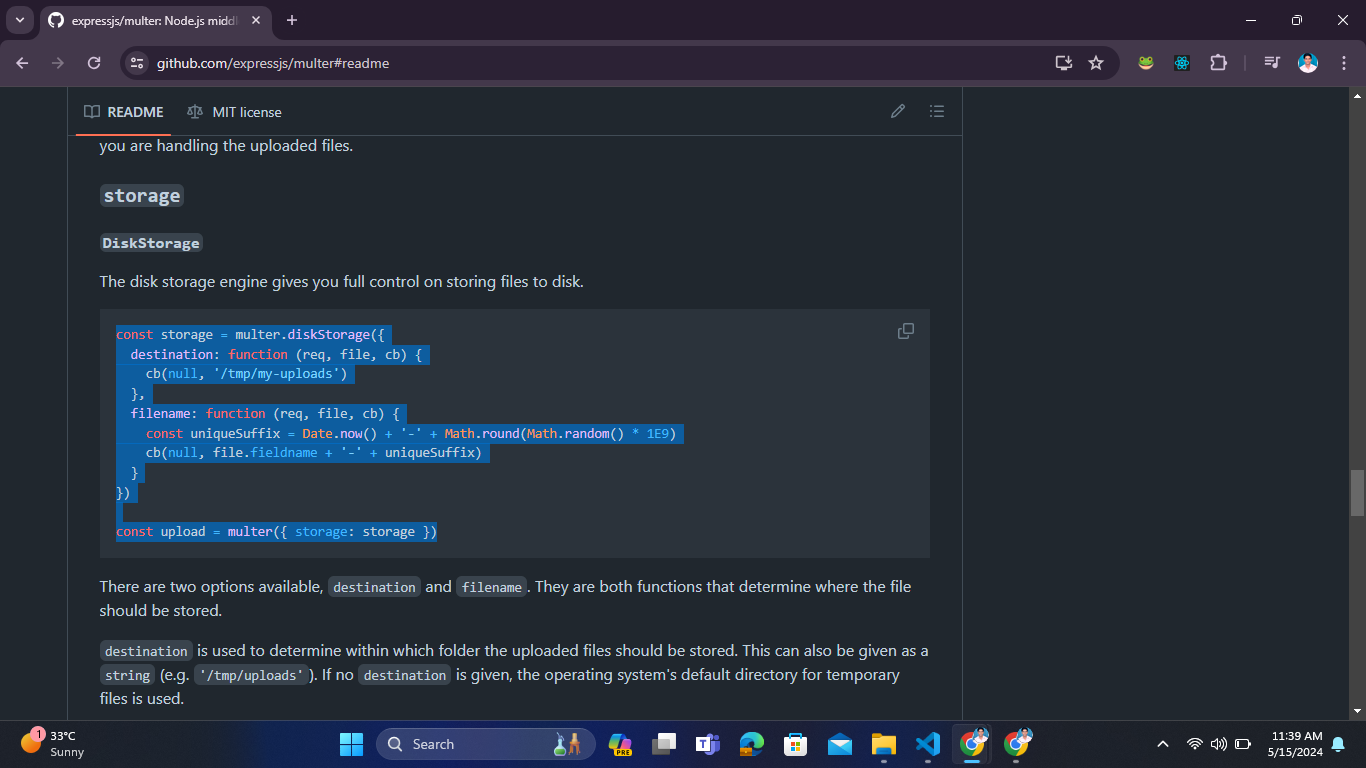 expressjs/multer: Node.js middl
github.com/expressjs/multer#readme
README
MIT license
you are handling the uploaded files.
storage
DiskStorage
The disk storage engine gives you full control on storing files to disk.
const storage = multer.diskStorage({
  destination: function (req, file, cb) {
    cb(null, '/tmp/my-uploads')
  },
  filename: function (req, file, cb) {
    const uniqueSuffix = Date.now() + '-' + Math.round(Math.random() * 1E9)
    cb(null, file.fieldname + '-' + uniqueSuffix)
  }
})
const upload = multer({ storage: storage })
There are two options available, destination and filename. They are both functions that determine where the file
should be stored.
destination is used to determine within which folder the uploaded files should be stored. This can also be given as a
string (e.g. '/tmp/uploads'). If no destination is given, the operating system's default directory for temporary
files is used.
1
33°C
Sunny
Search
PRE
11:39 AM
5/15/2024